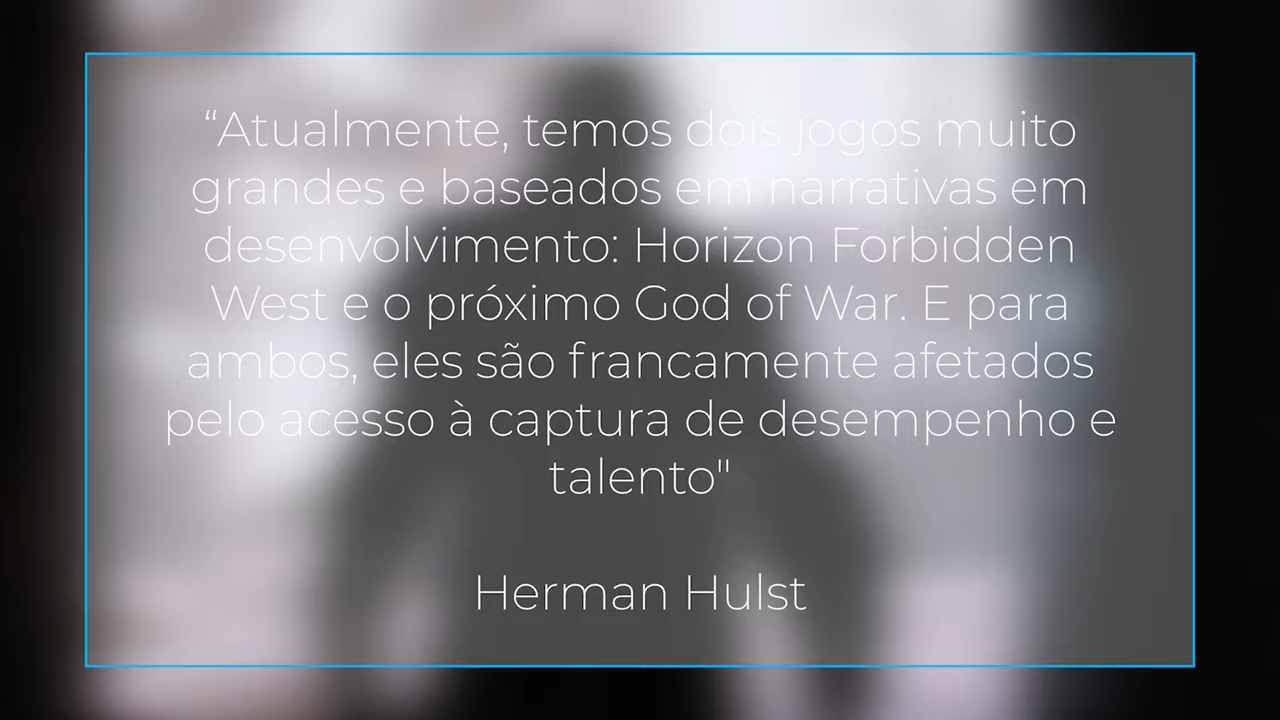 “Atualmente, temos dois jogos muito
grandes e baseados em narrativas em
desenvolvimento: Horizon Forbidden
West e o próximo God of War. E para
ambos, eles são francamente afetados
pelo acesso à captura de desempenho e
talento"
Herman Hulst